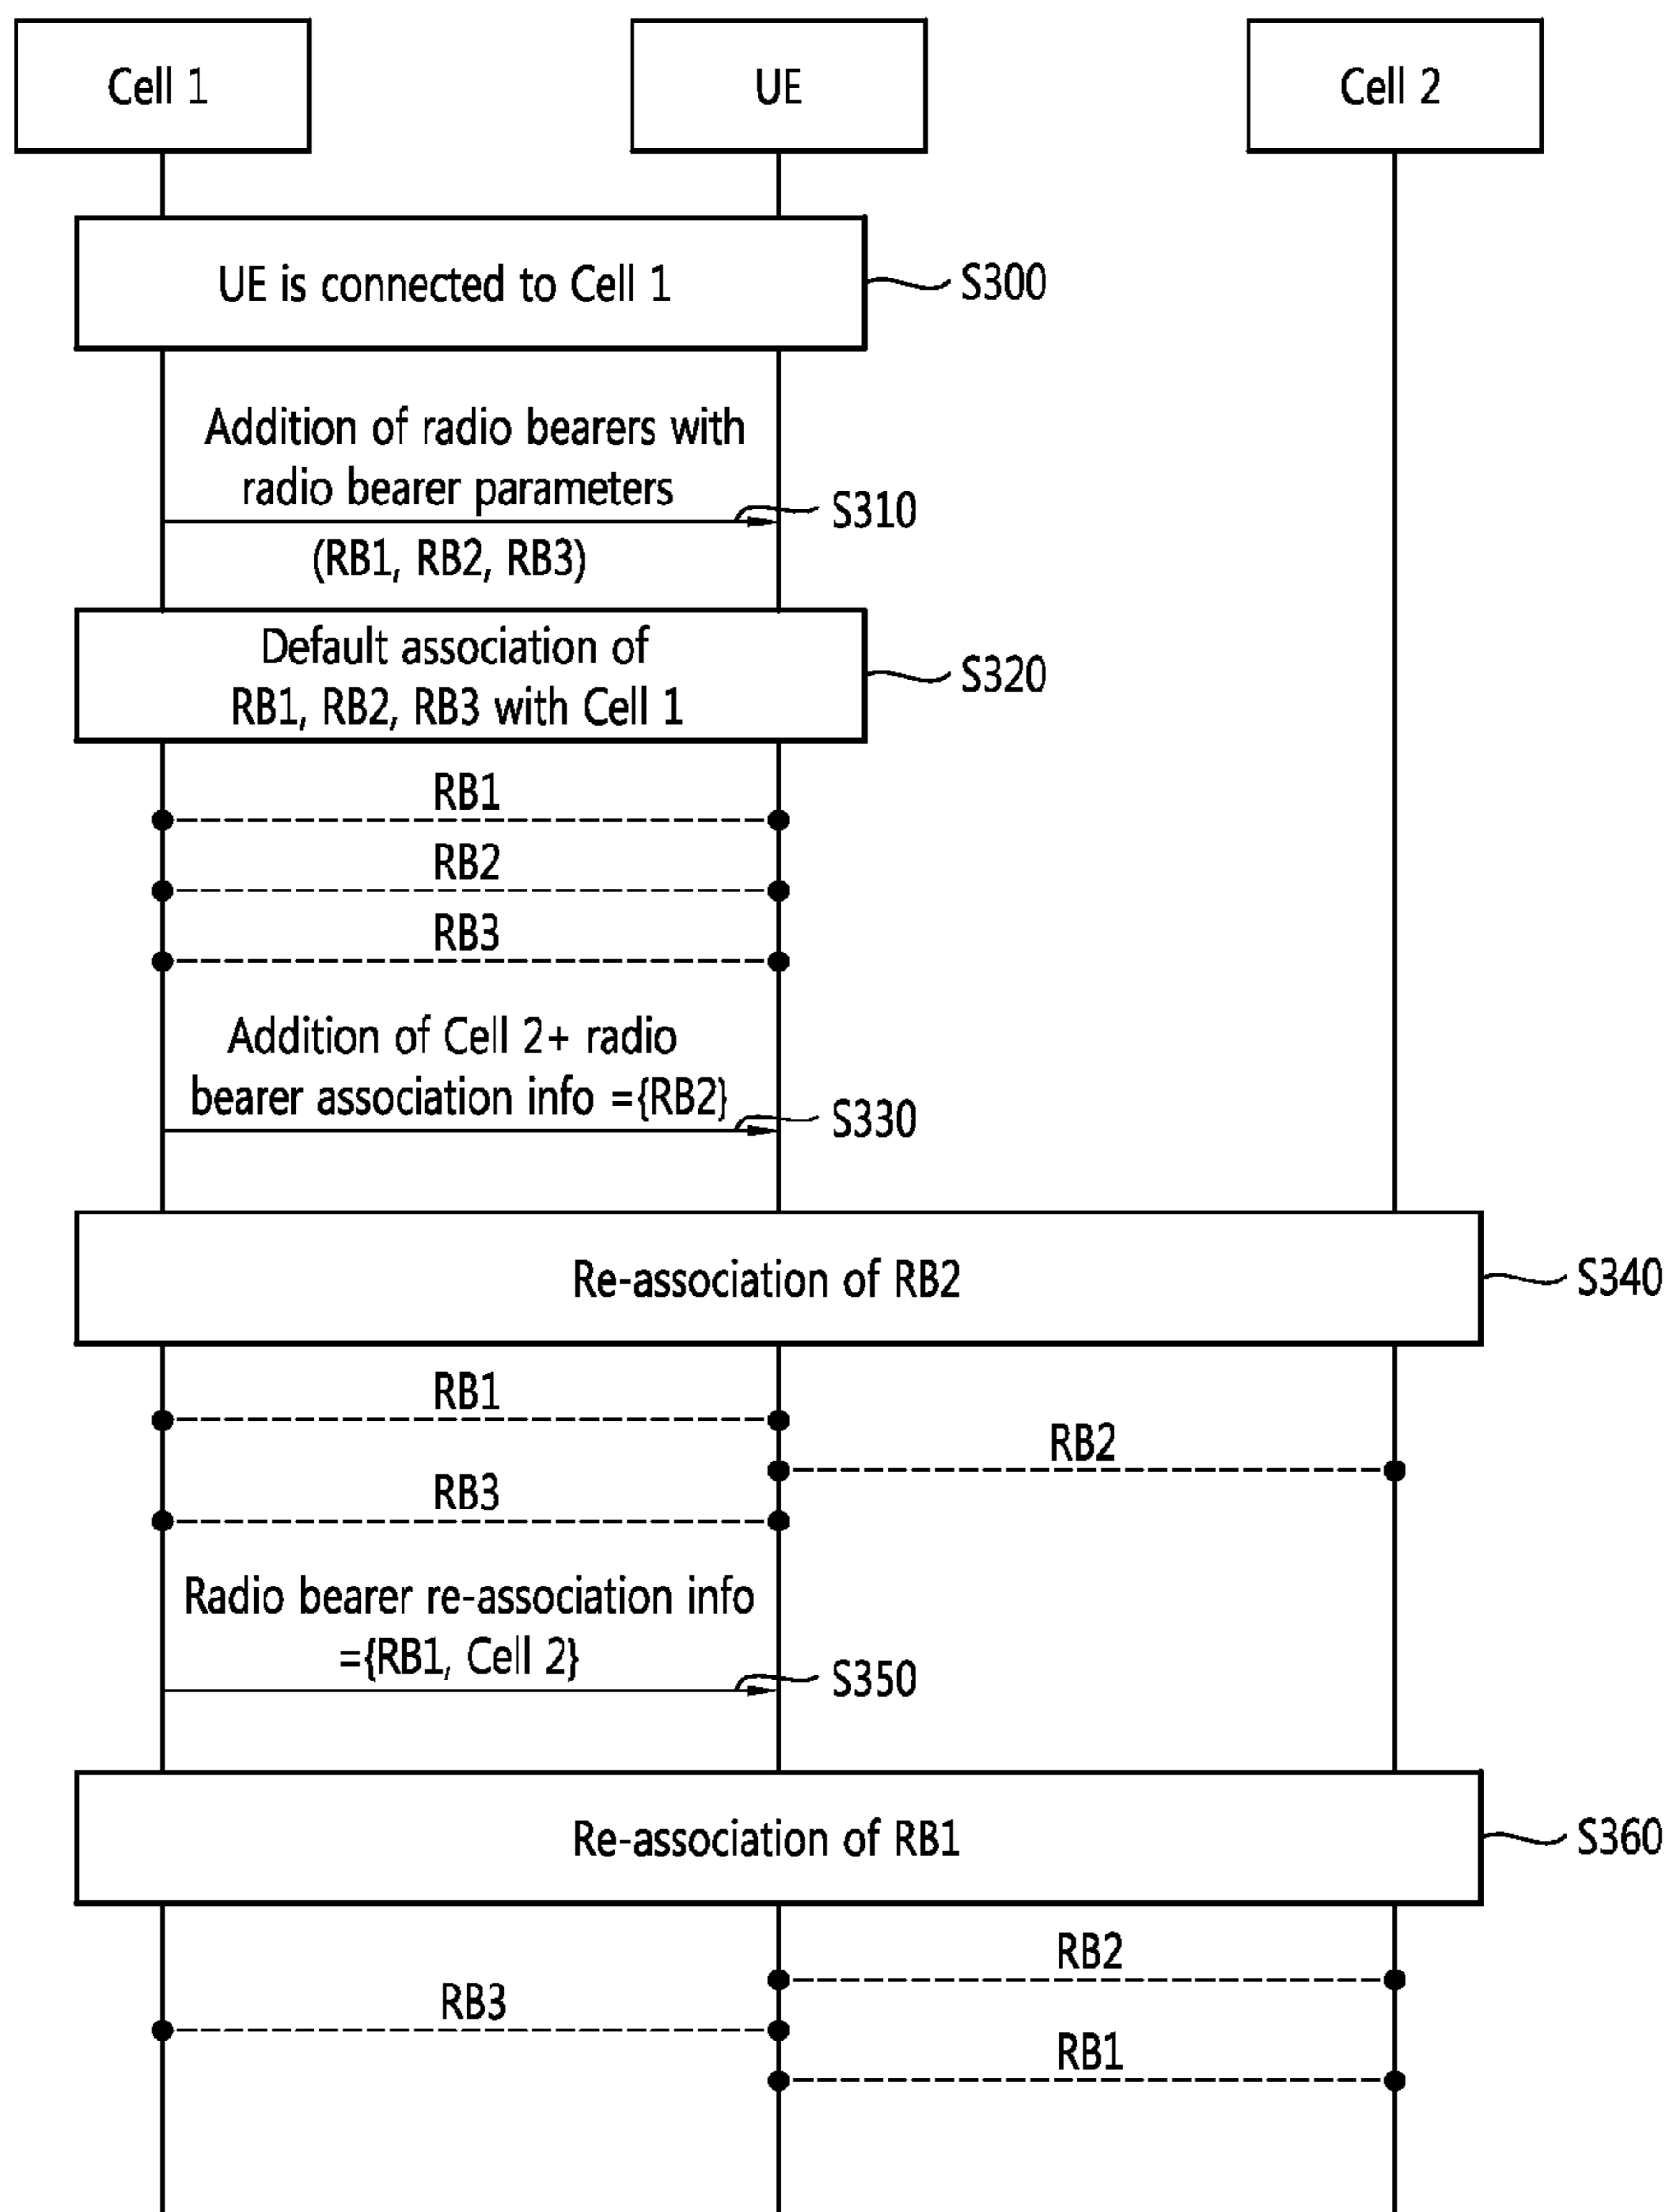 Cell 1
UE
Cell 2
UE is connected to Cell 1
S300
Addition of radio bearers with
radio bearer parameters
S310
(RB1, RB2, RB3)
Default association of
RB1, RB2, RB3 with Cell 1
S320
RB1
RB2
RB3
Addition of Cell 2+ radio
bearer association info ={RB2}
S330
Re-association of RB2
S340
RB1
RB2
RB3
Radio bearer re-association info
={RB1, Cell 2}
S350
Re-association of RB1
S360
RB2
RB3
RB1